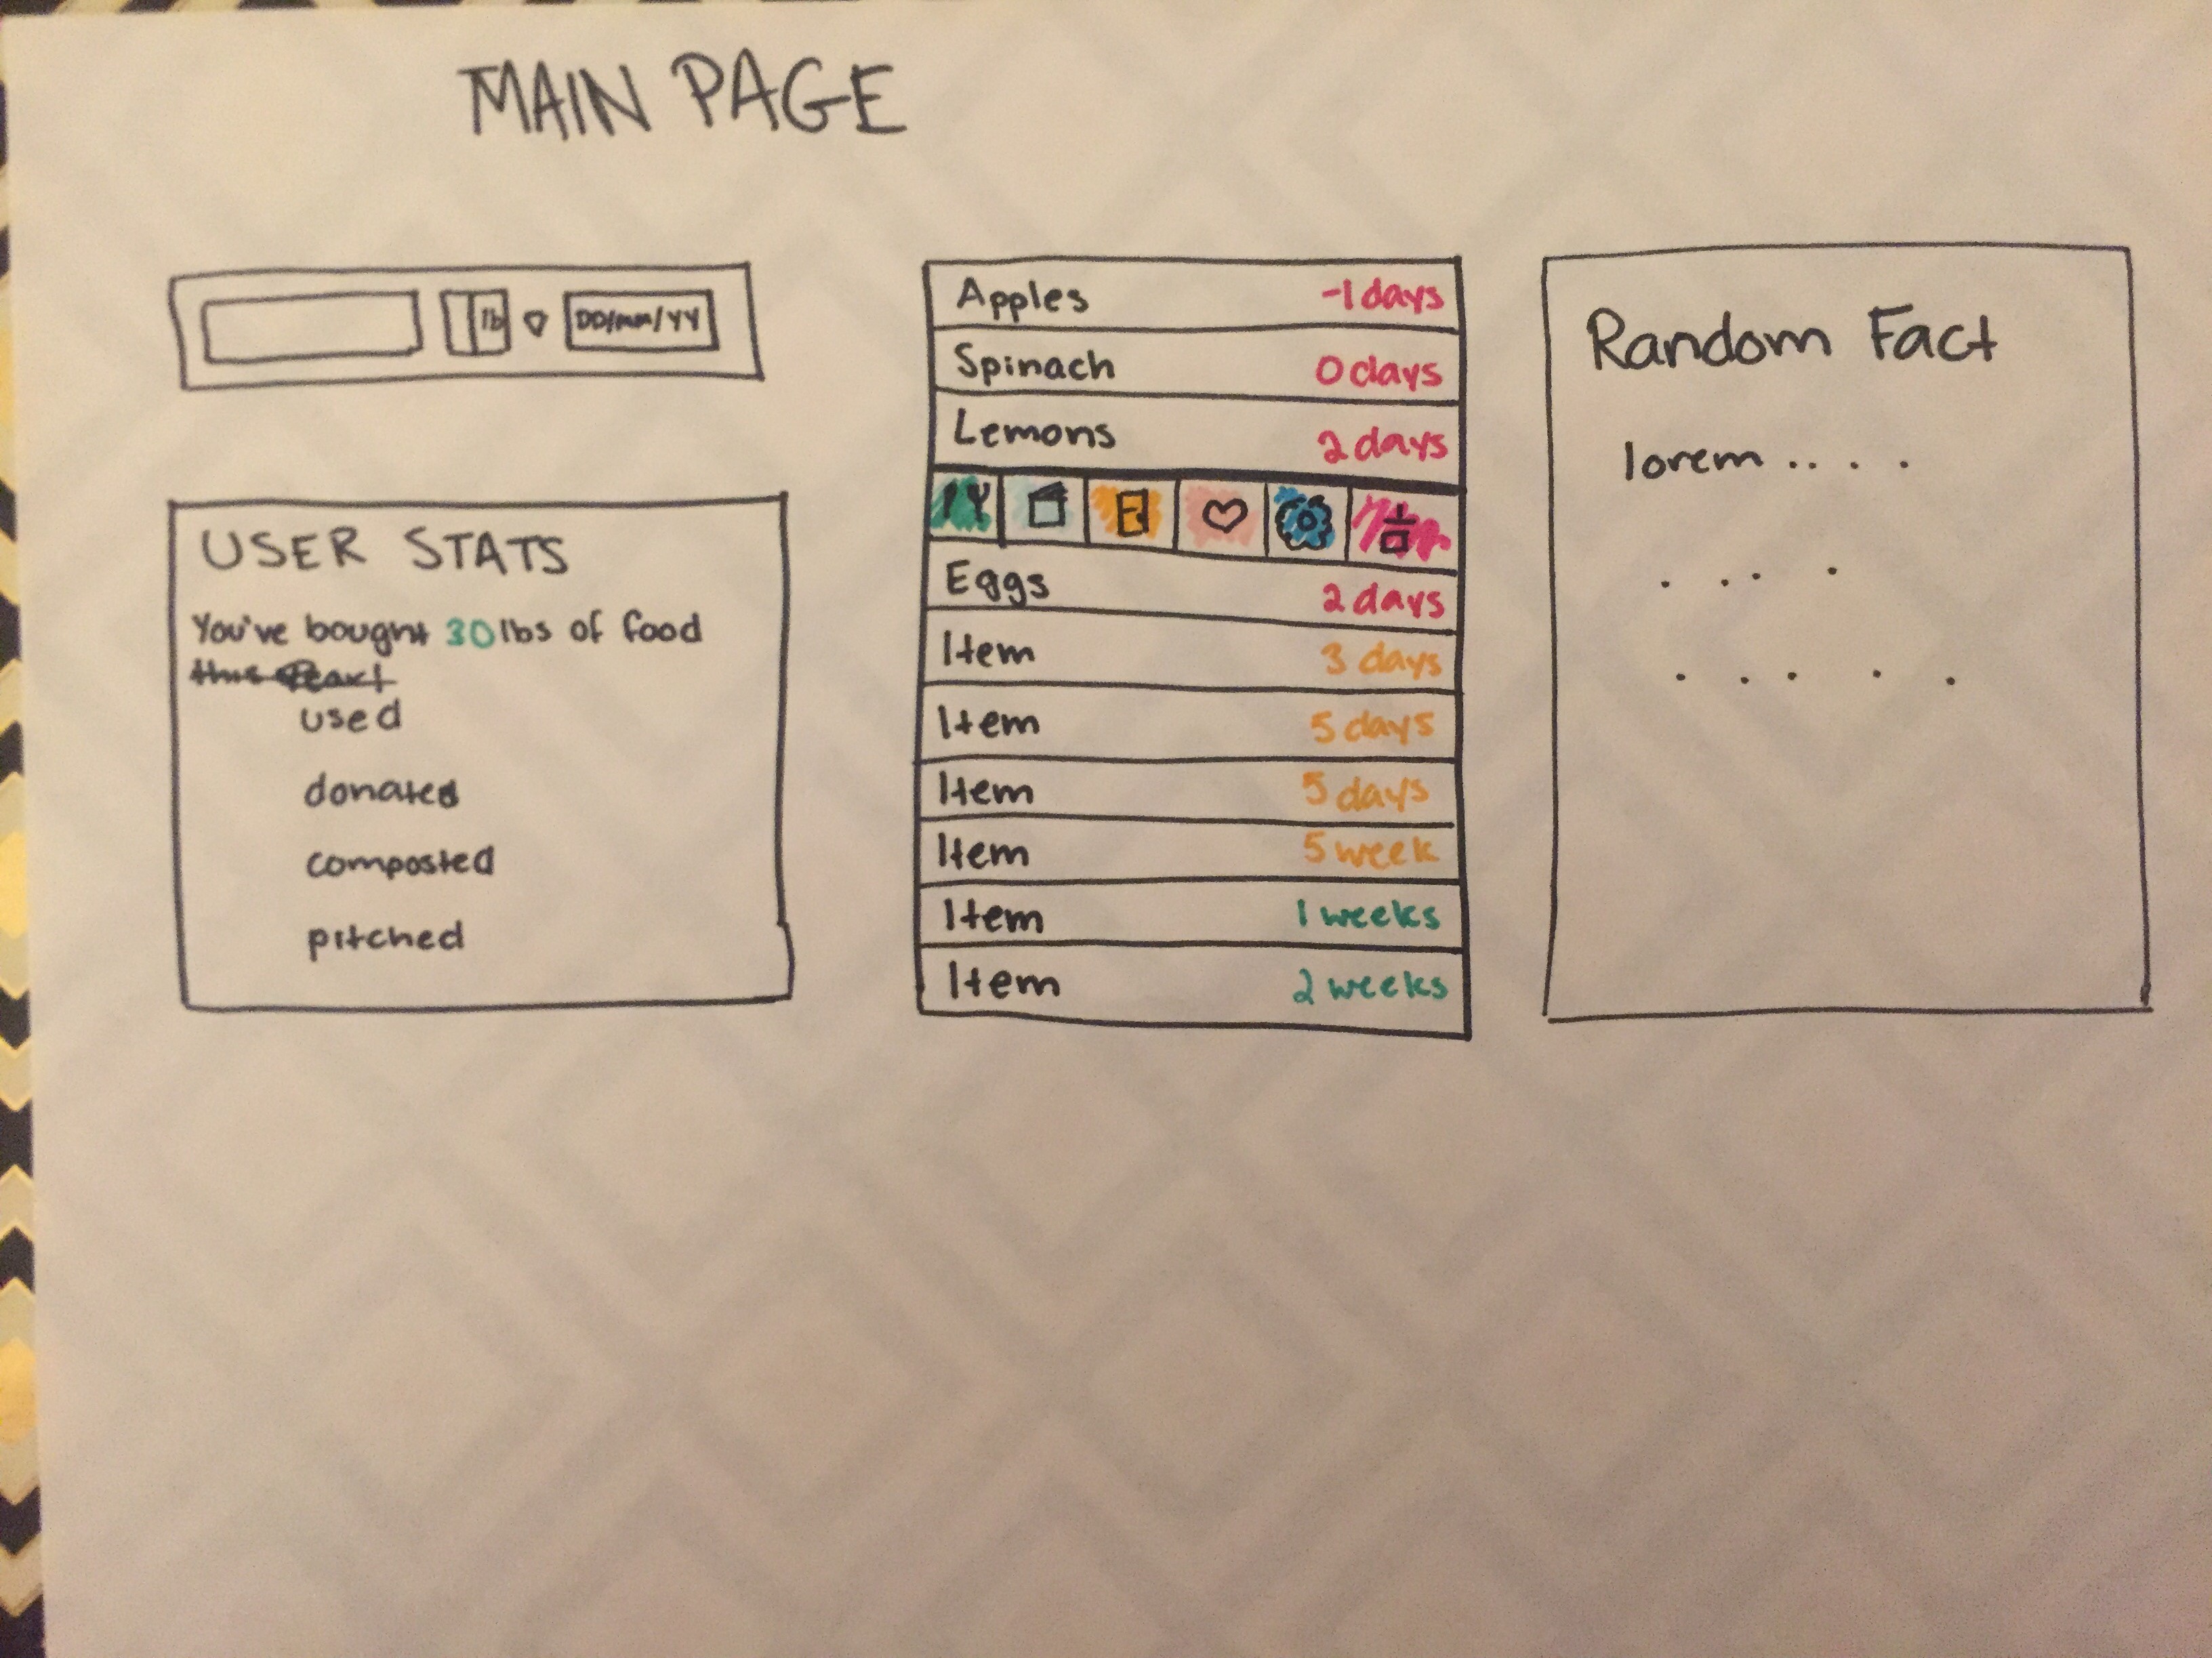 MAIN PAGE
lb
DD/mm/YY
USER STATS
You've bought 30 lbs of food
used
donated
composted
pitched
Apples -1 days
Spinach 0 days
Lemons 2 days
Eggs 2 days
Item 3 days
Item 5 days
Item 5 days
Item 5 week
Item 1 weeks
Item 2 weeks
Random Fact
lorem .. . .
. . . .
. . . . .